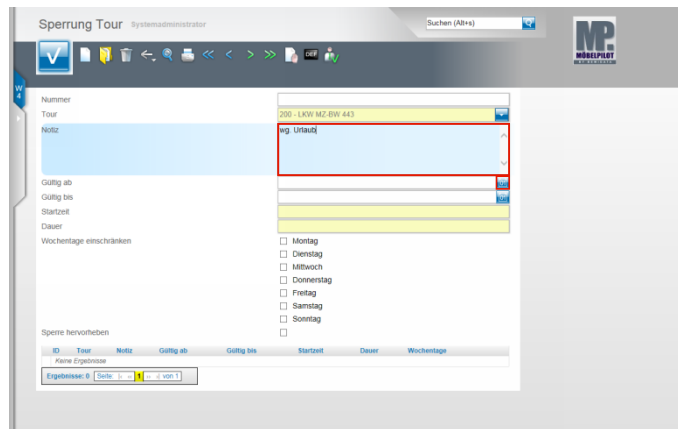 Sperrung Tour Systemadministrator
Suchen (Alt+s)
MP.
MÖBELPILOT
DEF
W
4
Nummer
Tour 200 - LKW MZ-BW 443
Notiz wg. Urlaub
Gültig ab
Gültig bis
Startzeit
Dauer
Wochentage einschränken Montag
Dienstag
Mittwoch
Donnerstag
Freitag
Samstag
Sonntag
Sperre hervorheben
ID Tour Notiz Gültig ab Gültig bis Startzeit Dauer Wochentage
Keine Ergebnisse
Ergebnisse: 0 Seite: 1 von 1